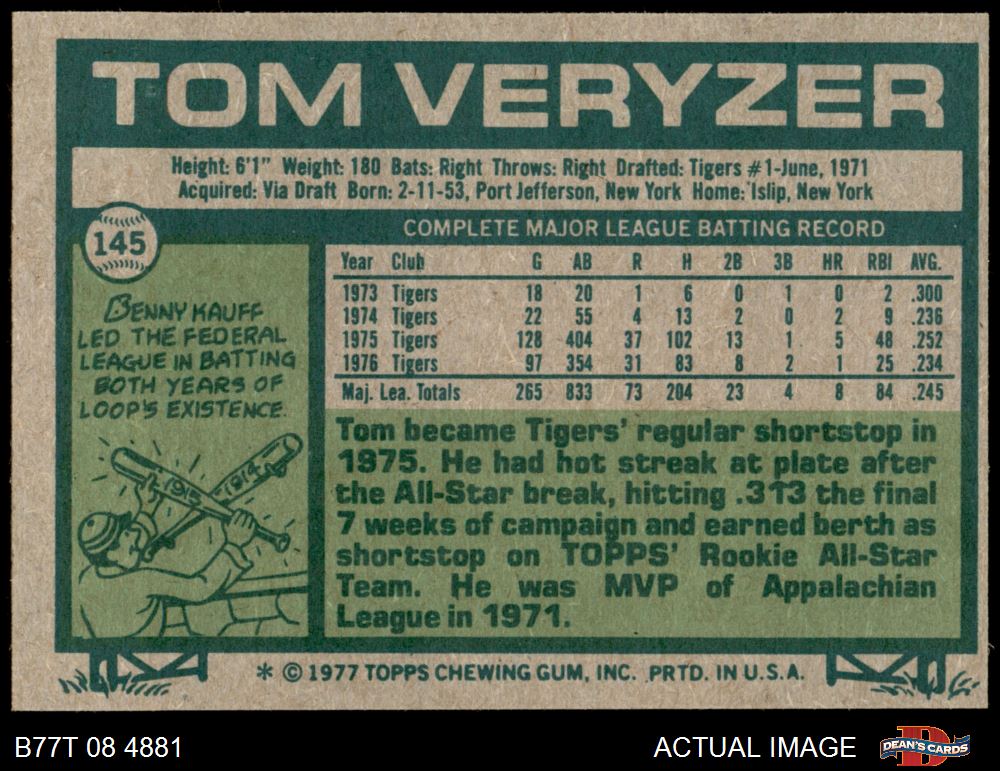 TOM VERYZER
Height: 6'1" Weight: 180 Bats: Right Throws: Right Drafted: Tigers #1-June, 1971
Acquired: Via Draft Born: 2-11-53, Port Jefferson, New York Home: Islip, New York
145
BENNY KAUFF
LED THE FEDERAL
LEAGUE IN BATTING
BOTH YEARS OF
LOOP'S EXISTENCE.
1915 1914
COMPLETE MAJOR LEAGUE BATTING RECORD
Year Club G AB R H 2B 3B HR RBI AVG.
1973 Tigers 18 20 1 6 0 1 0 2 .300
1974 Tigers 22 55 4 13 2 0 2 9 .236
1975 Tigers 128 404 37 102 13 1 5 48 .252
1976 Tigers 97 354 31 83 8 2 1 25 .234
Maj. Lea. Totals 265 833 73 204 23 4 8 84 .245
Tom became Tigers' regular shortstop in
1975. He had hot streak at plate after
the All-Star break, hitting .313 the final
7 weeks of campaign and earned berth as
shortstop on TOPPS' Rookie All-Star
Team. He was MVP of Appalachian
League in 1971.
* © 1977 TOPPS CHEWING GUM, INC. PRTD. IN U.S.A.
B77T 08 4881
ACTUAL IMAGE
DEAN'S CARDS